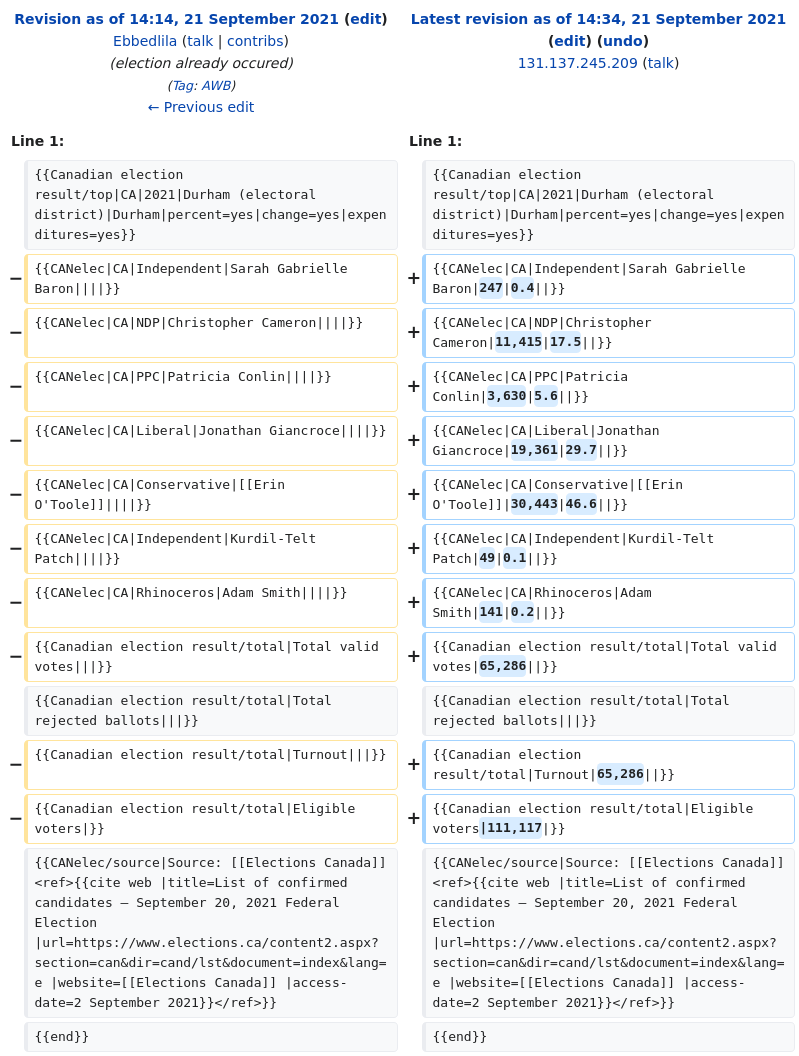 Revision as of 14:14, 21 September 2021 (edit)
Ebbedlila (talk | contribs)
(election already occured)
(Tag: AWB)
← Previous edit
Latest revision as of 14:34, 21 September 2021
(edit) (undo)
131.137.245.209 (talk)
Line 1:
Line 1:
{{Canadian election
result/top|CA|2021|Durham (electoral
district)|Durham|percent=yes|change=yes|expen
ditures=yes}}
{{Canadian election
result/top|CA|2021|Durham (electoral
district)|Durham|percent=yes|change=yes|expen
ditures=yes}}
− {{CANelec|CA|Independent|Sarah Gabrielle
Baron||||}}
+ {{CANelec|CA|Independent|Sarah Gabrielle
Baron|247|0.4||}}
− {{CANelec|CA|NDP|Christopher Cameron||||}}
+ {{CANelec|CA|NDP|Christopher
Cameron|11,415|17.5||}}
− {{CANelec|CA|PPC|Patricia Conlin||||}}
+ {{CANelec|CA|PPC|Patricia
Conlin|3,630|5.6||}}
− {{CANelec|CA|Liberal|Jonathan Giancroce||||}}
+ {{CANelec|CA|Liberal|Jonathan
Giancroce|19,361|29.7||}}
− {{CANelec|CA|Conservative|[[Erin
O'Toole]]||||}}
+ {{CANelec|CA|Conservative|[[Erin
O'Toole]]|30,443|46.6||}}
− {{CANelec|CA|Independent|Kurdil-Telt
Patch||||}}
+ {{CANelec|CA|Independent|Kurdil-Telt
Patch|49|0.1||}}
− {{CANelec|CA|Rhinoceros|Adam Smith||||}}
+ {{CANelec|CA|Rhinoceros|Adam
Smith|141|0.2||}}
− {{Canadian election result/total|Total valid
votes|||}}
+ {{Canadian election result/total|Total valid
votes|65,286||}}
{{Canadian election result/total|Total
rejected ballots|||}}
{{Canadian election result/total|Total
rejected ballots|||}}
− {{Canadian election result/total|Turnout|||}}
+ {{Canadian election
result/total|Turnout|65,286||}}
− {{Canadian election result/total|Eligible
voters|}}
+ {{Canadian election result/total|Eligible
voters|111,117|}}
{{CANelec/source|Source: [[Elections Canada]]
<ref>{{cite web |title=List of confirmed
candidates – September 20, 2021 Federal
Election
|url=https://www.elections.ca/content2.aspx?
section=can&dir=cand/lst&document=index&lang=
e |website=[[Elections Canada]] |access-
date=2 September 2021}}</ref>}}
{{CANelec/source|Source: [[Elections Canada]]
<ref>{{cite web |title=List of confirmed
candidates – September 20, 2021 Federal
Election
|url=https://www.elections.ca/content2.aspx?
section=can&dir=cand/lst&document=index&lang=
e |website=[[Elections Canada]] |access-
date=2 September 2021}}</ref>}}
{{end}}
{{end}}